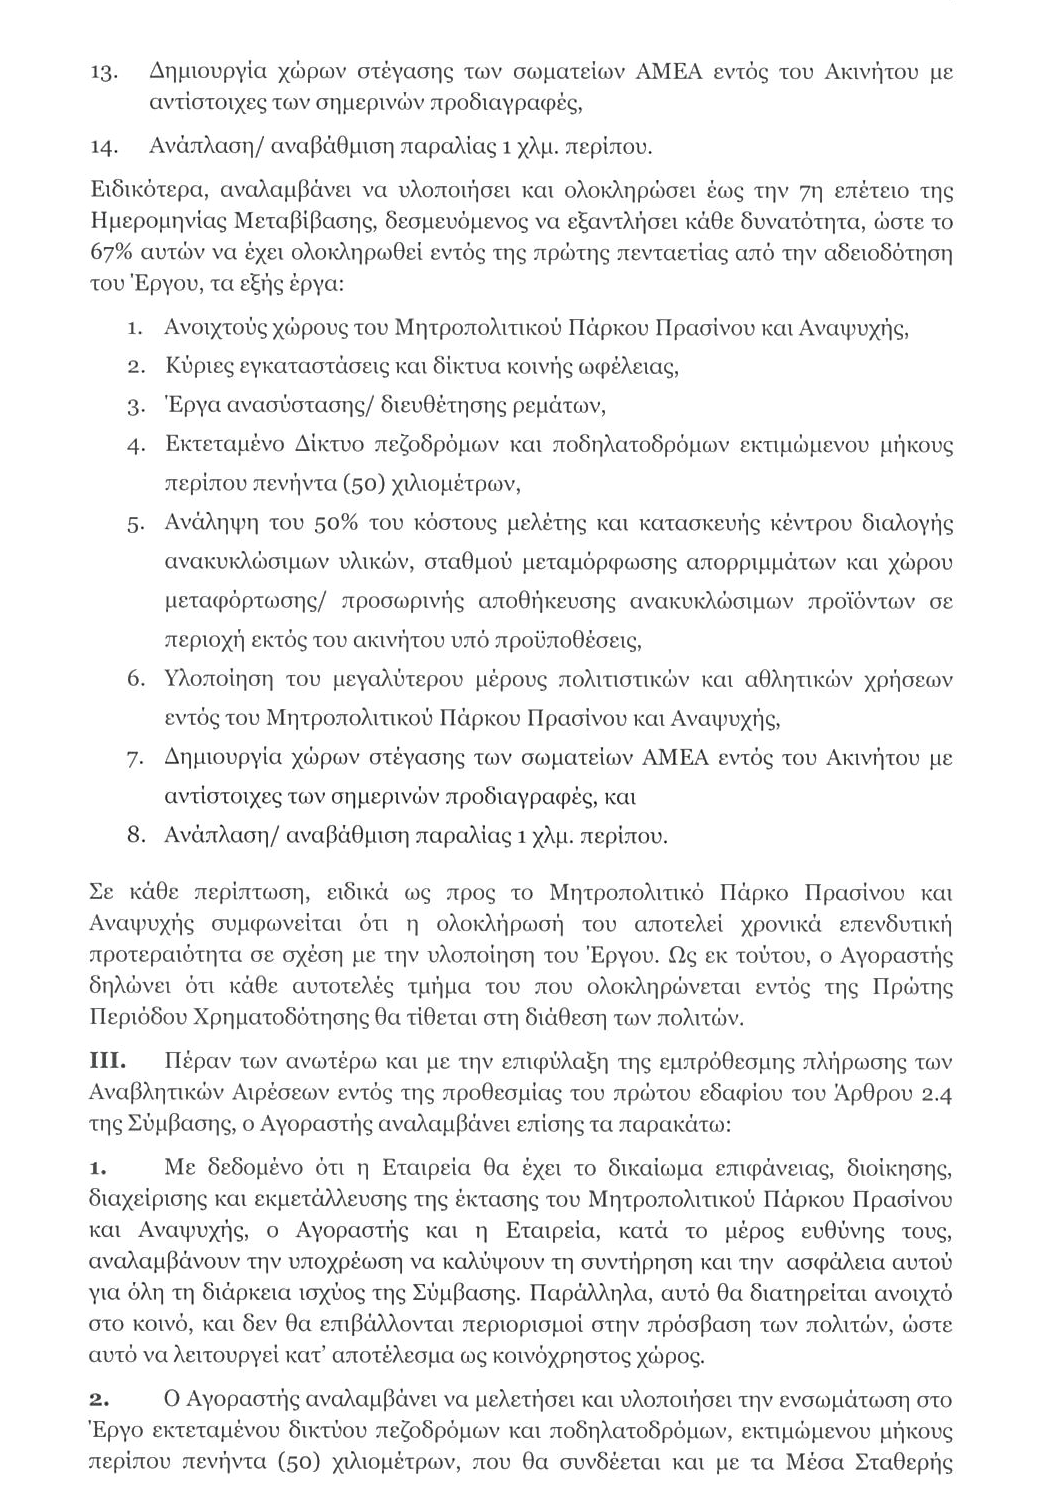 13. Δημιουργία χώρων στέγασης των σωματείων ΑΜΕΑ εντός του Ακινήτου με
αντίστοιχες των σημερινών προδιαγραφές,
14. Ανάπλαση/ αναβάθμιση παραλίας 1 χλμ. περίπου.
Ειδικότερα, αναλαμβάνει να υλοποιήσει και ολοκληρώσει έως την 7η επέτειο της
Ημερομηνίας Μεταβίβασης, δεσμευόμενος να εξαντλήσει κάθε δυνατότητα, ώστε το
67% αυτών να έχει ολοκληρωθεί εντός της πρώτης πενταετίας από την αδειοδότηση
του Έργου, τα εξής έργα:
1. Ανοιχτούς χώρους του Μητροπολιτικού Πάρκου Πρασίνου και Αναψυχής,
2. Κύριες εγκαταστάσεις και δίκτυα κοινής ωφέλειας,
3. Έργα ανασύστασης/ διευθέτησης ρεμάτων,
4. Εκτεταμένο Δίκτυο πεζοδρόμων και ποδηλατοδρόμων εκτιμώμενου μήκους
περίπου πενήντα (50) χιλιομέτρων,
5. Ανάληψη του 50% του κόστους μελέτης και κατασκευής κέντρου διαλογής
ανακυκλώσιμων υλικών, σταθμού μεταμόρφωσης απορριμμάτων και χώρου
μεταφόρτωσης/ προσωρινής αποθήκευσης ανακυκλώσιμων προϊόντων σε
περιοχή εκτός του ακινήτου υπό προϋποθέσεις,
6. Υλοποίηση του μεγαλύτερου μέρους πολιτιστικών και αθλητικών χρήσεων
εντός του Μητροπολιτικού Πάρκου Πρασίνου και Αναψυχής,
7. Δημιουργία χώρων στέγασης των σωματείων ΑΜΕΑ εντός του Ακινήτου με
αντίστοιχες των σημερινών προδιαγραφές, και
8. Ανάπλαση/ αναβάθμιση παραλίας 1 χλμ. περίπου.
Σε κάθε περίπτωση, ειδικά ως προς το Μητροπολιτικό Πάρκο Πρασίνου και
Αναψυχής συμφωνείται ότι η ολοκλήρωσή του αποτελεί χρονικά επενδυτική
προτεραιότητα σε σχέση με την υλοποίηση του Έργου. Ως εκ τούτου, ο Αγοραστής
δηλώνει ότι κάθε αυτοτελές τμήμα του που ολοκληρώνεται εντός της Πρώτης
Περιόδου Χρηματοδότησης θα τίθεται στη διάθεση των πολιτών.
III. Πέραν των ανωτέρω και με την επιφύλαξη της εμπρόθεσμης πλήρωσης των
Αναβλητικών Αιρέσεων εντός της προθεσμίας του πρώτου εδαφίου του Άρθρου 2.4
της Σύμβασης, ο Αγοραστής αναλαμβάνει επίσης τα παρακάτω:
1. Με δεδομένο ότι η Εταιρεία θα έχει το δικαίωμα επιφάνειας, διοίκησης,
διαχείρισης και εκμετάλλευσης της έκτασης του Μητροπολιτικού Πάρκου Πρασίνου
και Αναψυχής, ο Αγοραστής και η Εταιρεία, κατά το μέρος ευθύνης τους,
αναλαμβάνουν την υποχρέωση να καλύψουν τη συντήρηση και την ασφάλεια αυτού
για όλη τη διάρκεια ισχύος της Σύμβασης. Παράλληλα, αυτό θα διατηρείται ανοιχτό
στο κοινό, και δεν θα επιβάλλονται περιορισμοί στην πρόσβαση των πολιτών, ώστε
αυτό να λειτουργεί κατ' αποτέλεσμα ως κοινόχρηστος χώρος.
2. Ο Αγοραστής αναλαμβάνει να μελετήσει και υλοποιήσει την ενσωμάτωση στο
Έργο εκτεταμένου δικτύου πεζοδρόμων και ποδηλατοδρόμων, εκτιμώμενου μήκους
περίπου πενήντα (50) χιλιομέτρων, που θα συνδέεται και με τα Μέσα Σταθερής